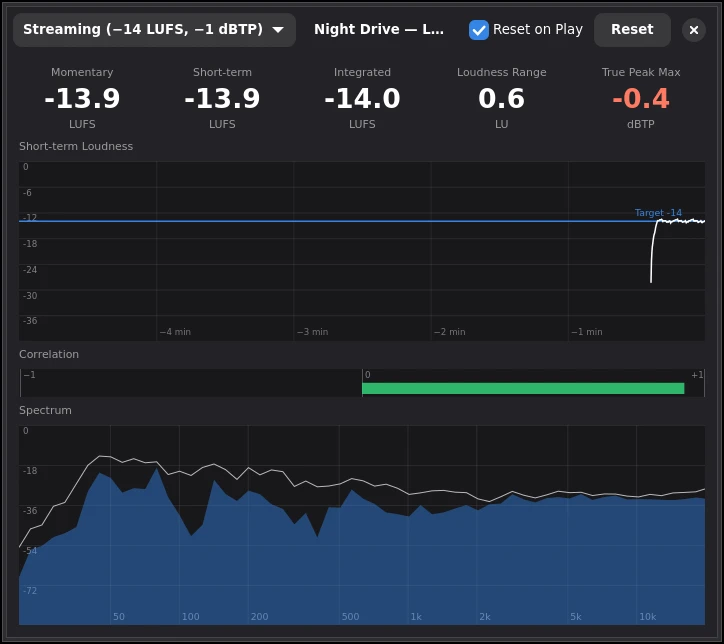 Streaming (−14 LUFS, −1 dBTP) Night Drive — L... Reset on Play Reset
Momentary Short-term Integrated Loudness Range True Peak Max
-13.9 -13.9 -14.0 0.6 -0.4
LUFS LUFS LUFS LU dBTP
Short-term Loudness
0
-6
-12
Target -14
-18
-24
-30
-36
−4 min −3 min −2 min −1 min
Correlation
−1 0 +1
Spectrum
0
-18
-36
-54
-72
50 100 200 500 1k 2k 5k 10k